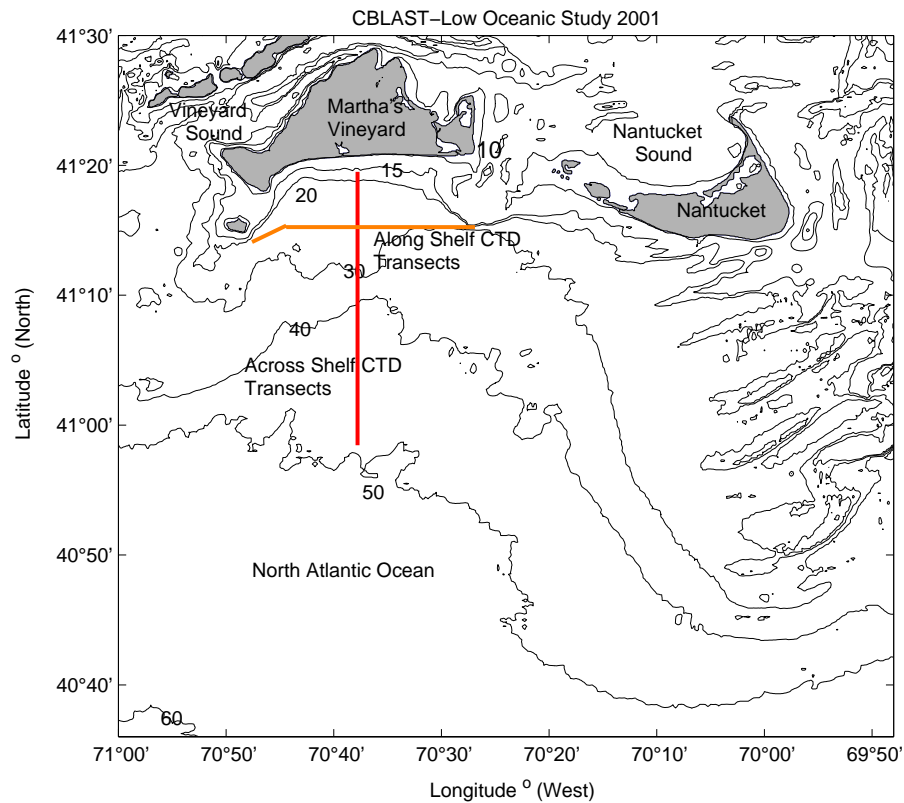 CBLAST−Low Oceanic Study 2001
41°30'
Vineyard
Sound
Martha's
Vineyard
Nantucket
Sound
10
41°20'
15
20
Nantucket
Along Shelf CTD
Transects
30
41°10'
40
Across Shelf CTD
Transects
41°00'
50
40°50'
North Atlantic Ocean
40°40'
60
71°00'
70°50'
70°40'
70°30'
70°20'
70°10'
70°00'
69°50'
Latitude ° (North)
Longitude ° (West)